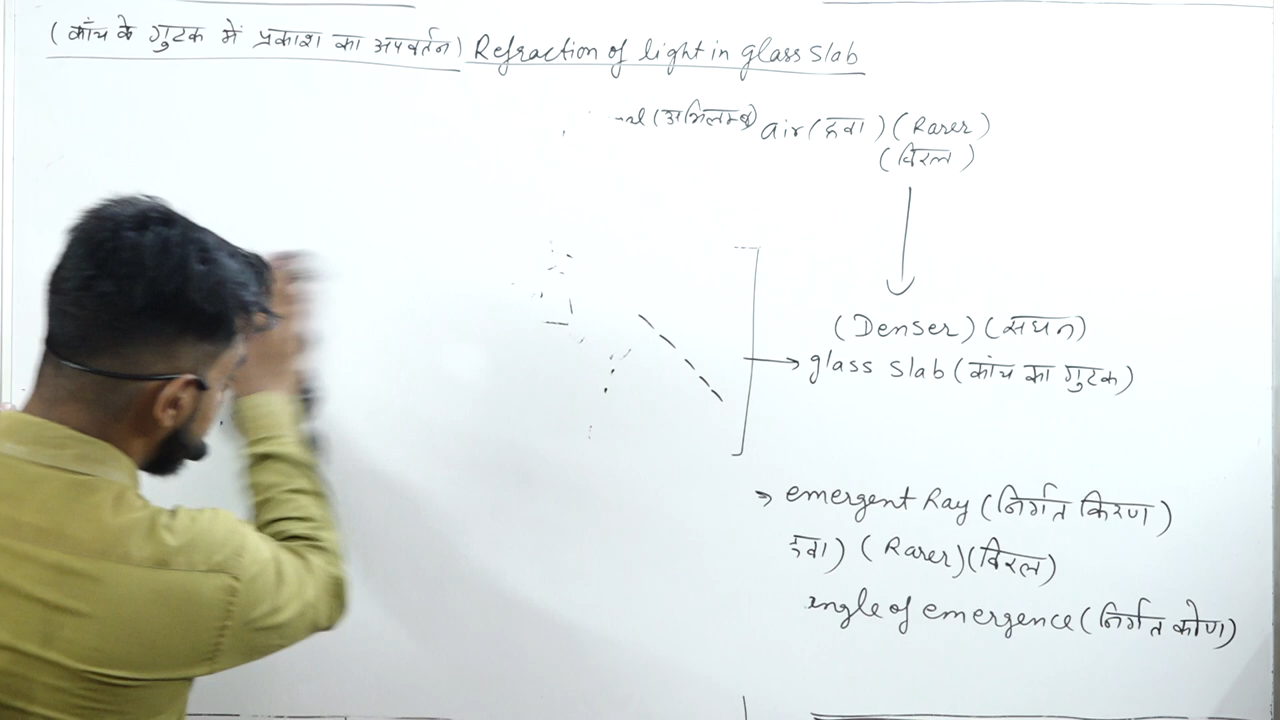 (काँच के गुटक में प्रकाश का अपवर्तन) Refraction of light in glass slab
(अभिलम्ब) air (हवा) (Rarer)
(विरल)
(Denser) (सघन)
glass slab (कांच का गुटक)
emergent Ray (निर्गत किरण)
हवा) (Rarer) (विरल)
angle of emergence (निर्गत कोण)